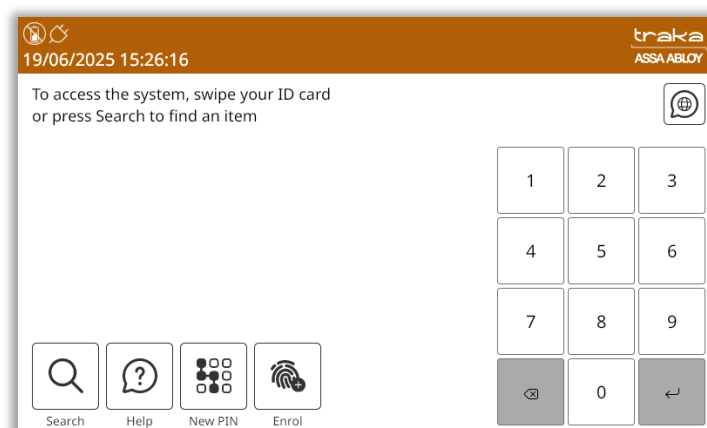 19/06/2025 15:26:16
traka
ASSA ABLOY
To access the system, swipe your ID card
or press Search to find an item
1 2 3
4 5 6
7 8 9
0
Search Help New PIN Enrol